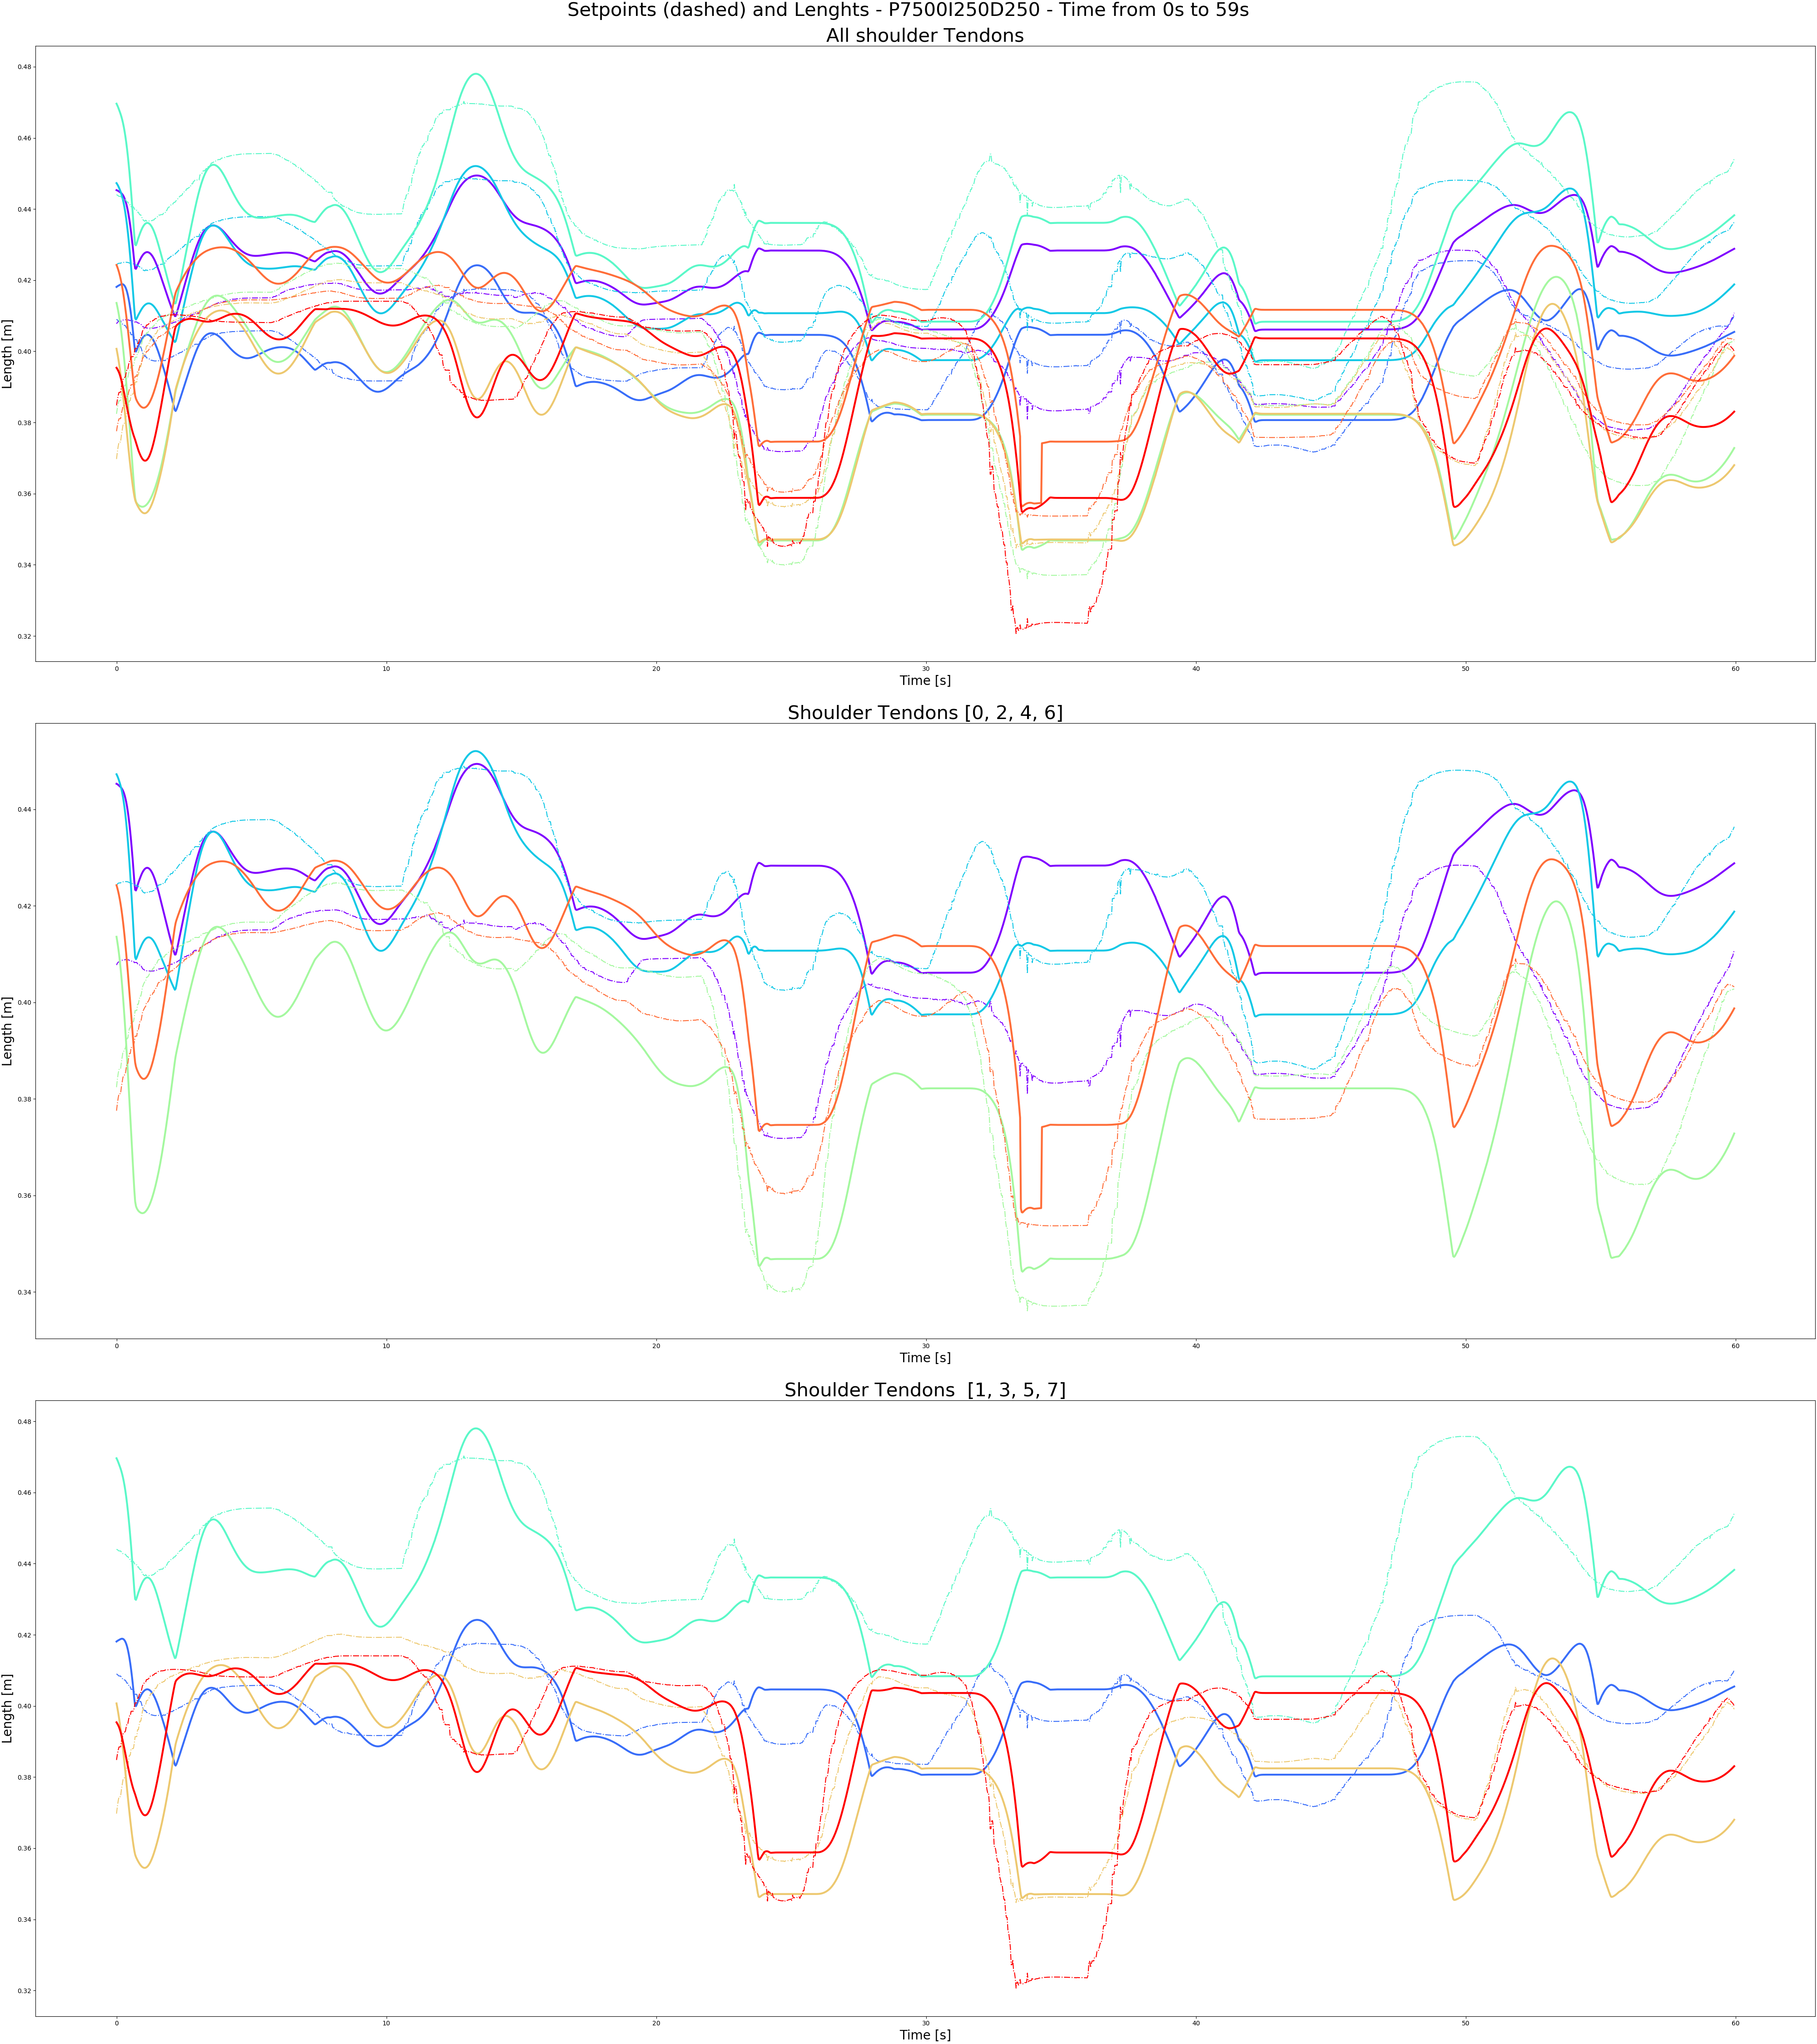 Setpoints (dashed) and Lenghts - P7500I250D250 - Time from 0s to 59s
All shoulder Tendons
0.48
0.46
0.44
0.42
0.40
0.38
0.36
0.34
0.32
Length [m]
0 10 20 30 40 50 60
Time [s]
Shoulder Tendons [0, 2, 4, 6]
0.44
0.42
0.40
0.38
0.36
0.34
Length [m]
0 10 20 30 40 50 60
Time [s]
Shoulder Tendons  [1, 3, 5, 7]
0.48
0.46
0.44
0.42
0.40
0.38
0.36
0.34
0.32
Length [m]
0 10 20 30 40 50 60
Time [s]